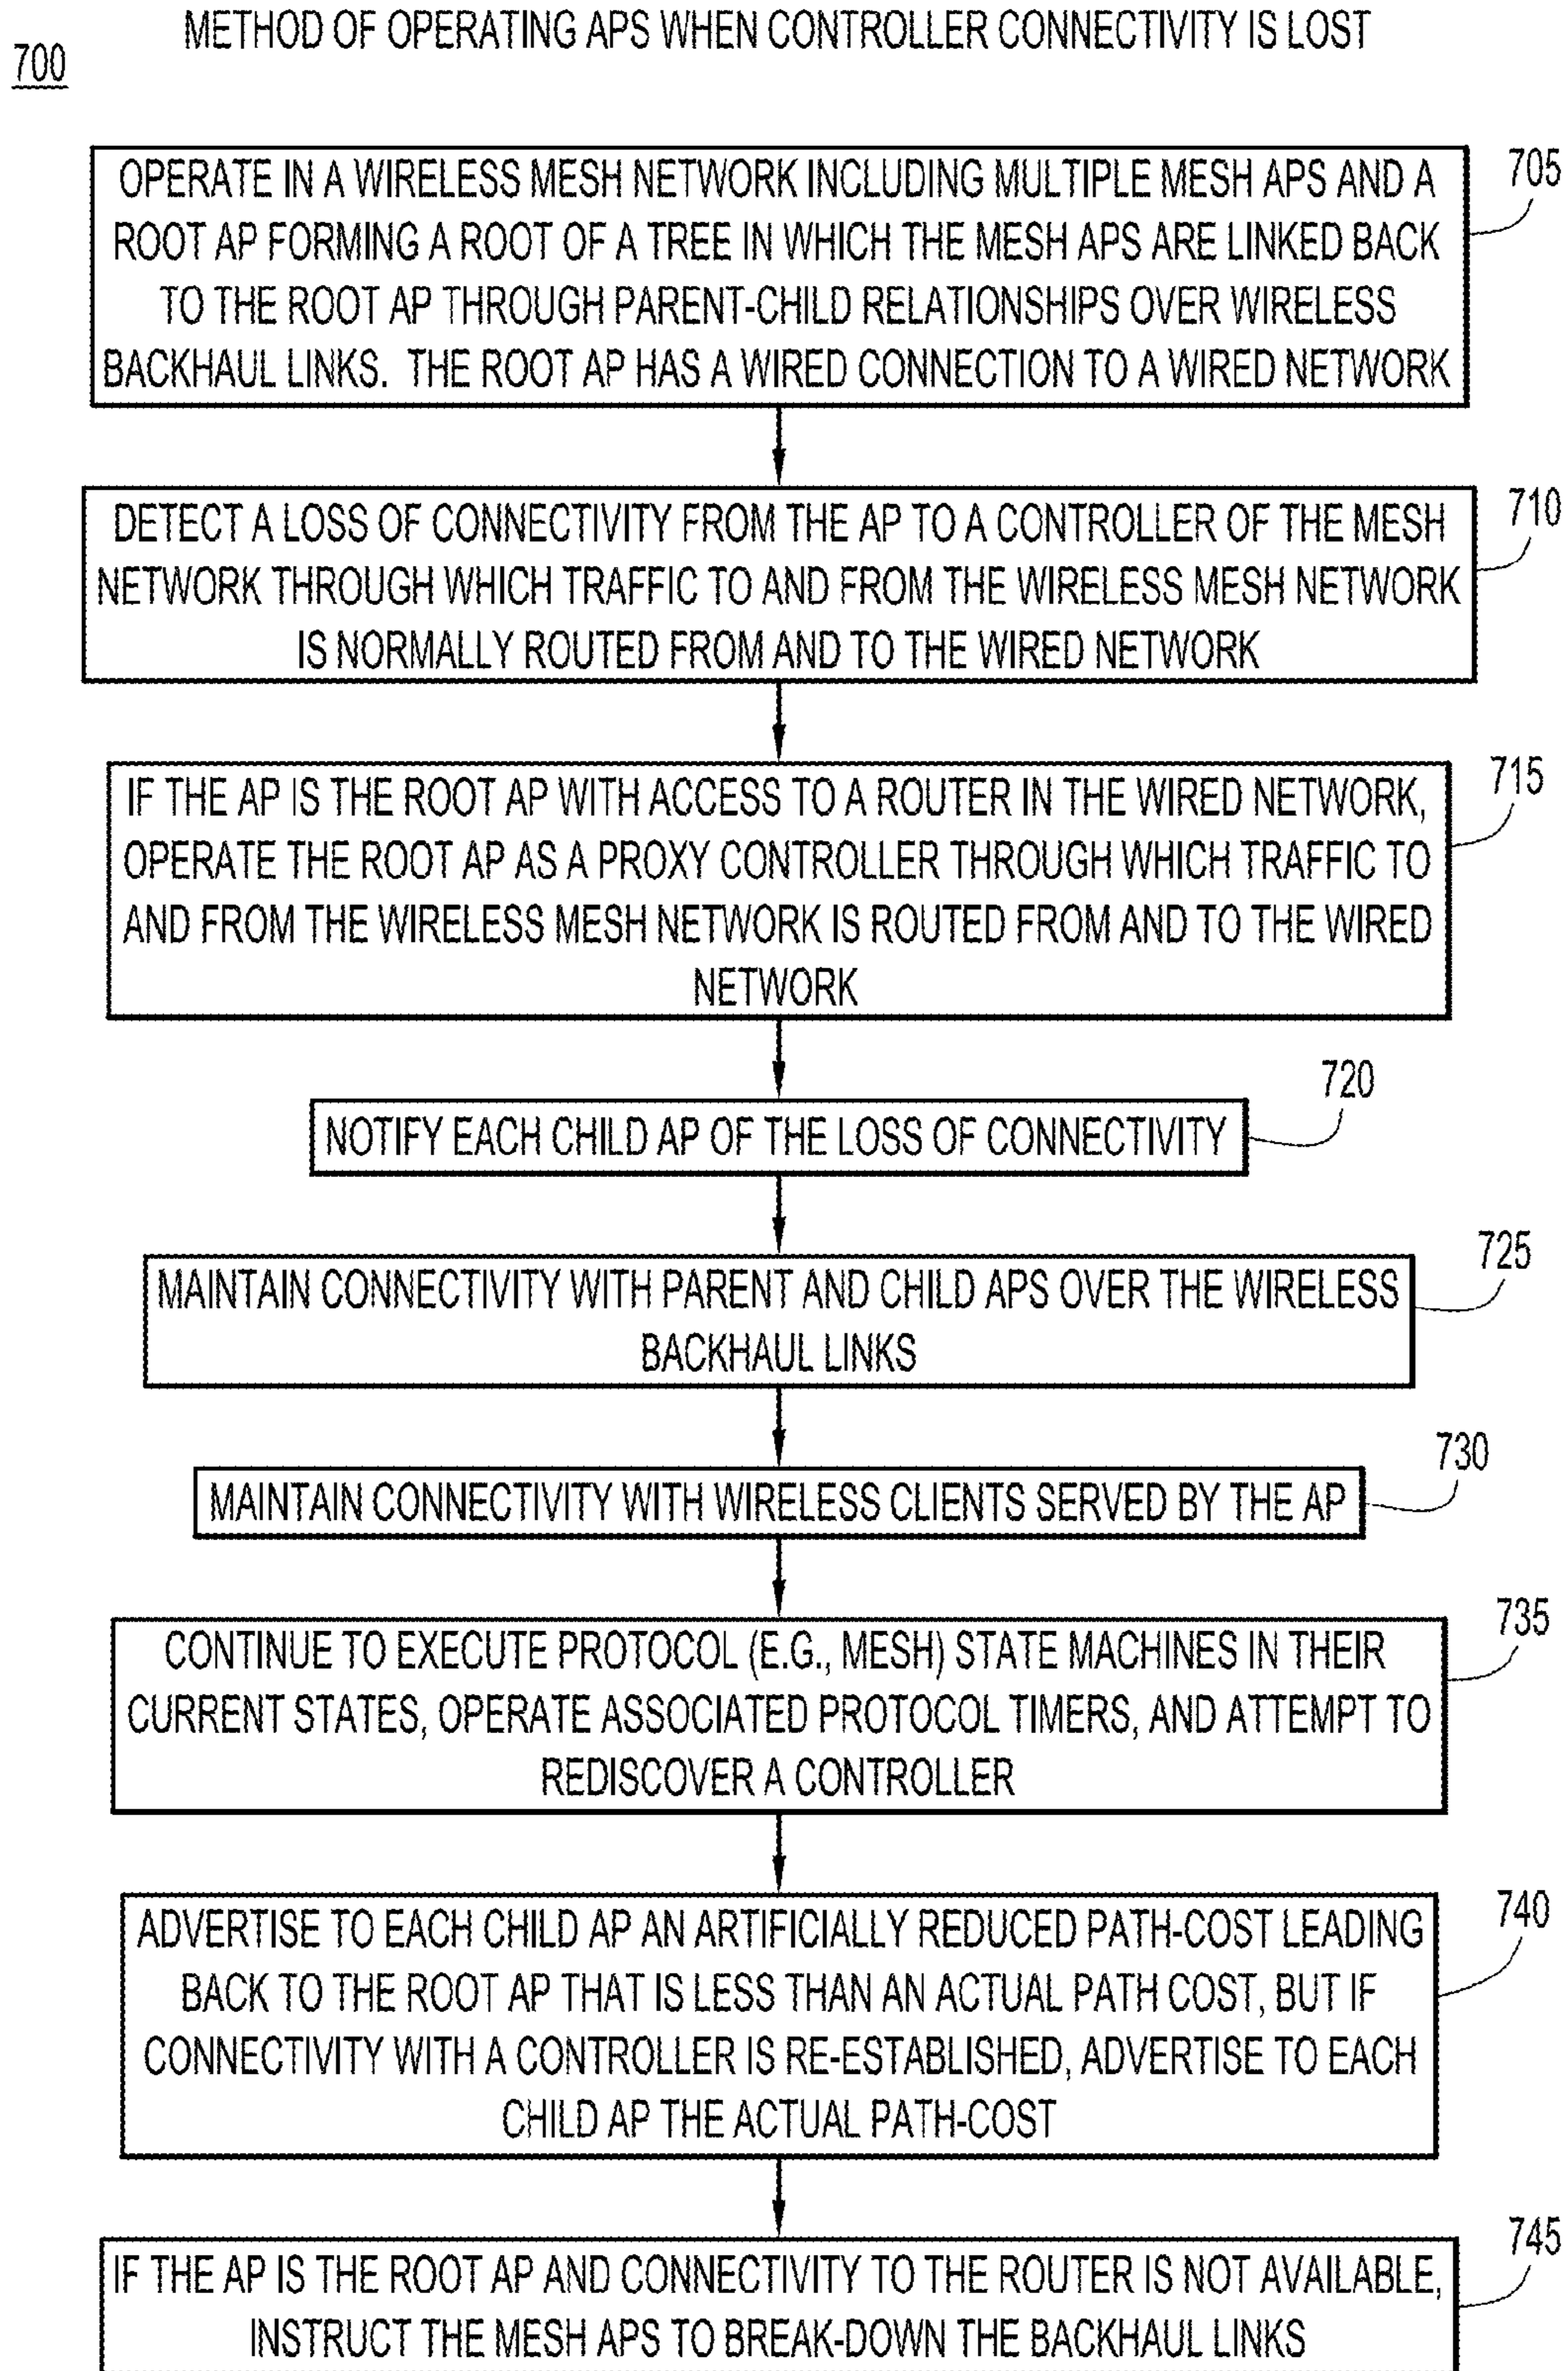 METHOD OF OPERATING APS WHEN CONTROLLER CONNECTIVITY IS LOST
700
OPERATE IN A WIRELESS MESH NETWORK INCLUDING MULTIPLE MESH APS AND A
ROOT AP FORMING A ROOT OF A TREE IN WHICH THE MESH APS ARE LINKED BACK
TO THE ROOT AP THROUGH PARENT-CHILD RELATIONSHIPS OVER WIRELESS
BACKHAUL LINKS. THE ROOT AP HAS A WIRED CONNECTION TO A WIRED NETWORK
705
DETECT A LOSS OF CONNECTIVITY FROM THE AP TO A CONTROLLER OF THE MESH
NETWORK THROUGH WHICH TRAFFIC TO AND FROM THE WIRELESS MESH NETWORK
IS NORMALLY ROUTED FROM AND TO THE WIRED NETWORK
710
IF THE AP IS THE ROOT AP WITH ACCESS TO A ROUTER IN THE WIRED NETWORK,
OPERATE THE ROOT AP AS A PROXY CONTROLLER THROUGH WHICH TRAFFIC TO
AND FROM THE WIRELESS MESH NETWORK IS ROUTED FROM AND TO THE WIRED
NETWORK
715
NOTIFY EACH CHILD AP OF THE LOSS OF CONNECTIVITY
720
MAINTAIN CONNECTIVITY WITH PARENT AND CHILD APS OVER THE WIRELESS
BACKHAUL LINKS
725
MAINTAIN CONNECTIVITY WITH WIRELESS CLIENTS SERVED BY THE AP
730
CONTINUE TO EXECUTE PROTOCOL (E.G., MESH) STATE MACHINES IN THEIR
CURRENT STATES, OPERATE ASSOCIATED PROTOCOL TIMERS, AND ATTEMPT TO
REDISCOVER A CONTROLLER
735
ADVERTISE TO EACH CHILD AP AN ARTIFICIALLY REDUCED PATH-COST LEADING
BACK TO THE ROOT AP THAT IS LESS THAN AN ACTUAL PATH COST, BUT IF
CONNECTIVITY WITH A CONTROLLER IS RE-ESTABLISHED, ADVERTISE TO EACH
CHILD AP THE ACTUAL PATH-COST
740
IF THE AP IS THE ROOT AP AND CONNECTIVITY TO THE ROUTER IS NOT AVAILABLE,
INSTRUCT THE MESH APS TO BREAK-DOWN THE BACKHAUL LINKS
745